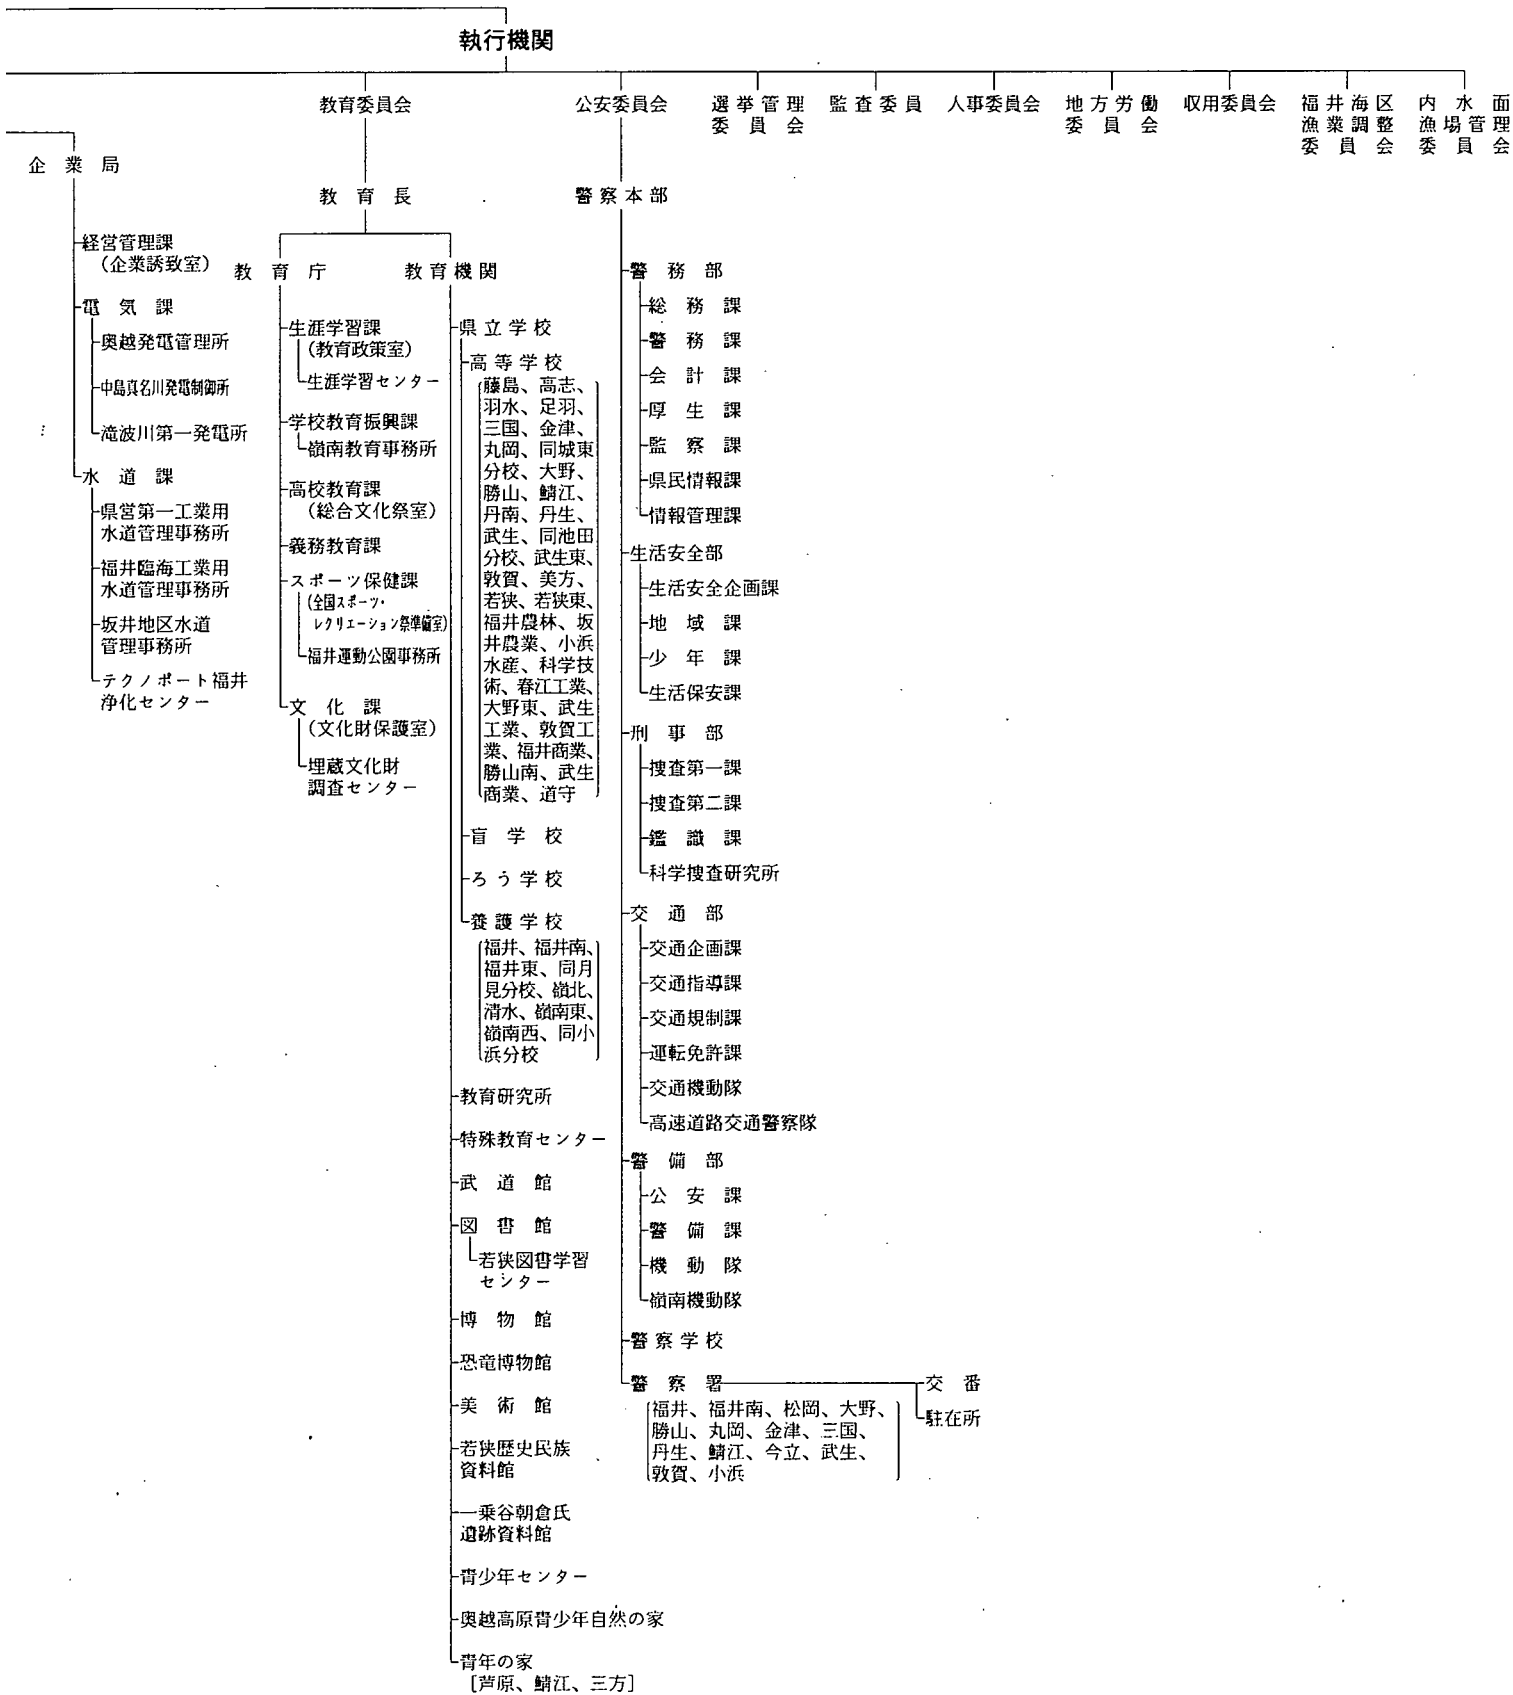 執行機関
教育委員会
公安委員会
選挙管理
委員会
監査委員
人事委員会
地方労働
委員会
収用委員会
福井海区
漁業調整
委員会
内水面
漁場管理
委員会
企業局
経営管理課
(企業誘致室)
電気課
奥越発電管理所
中島真名川発電制御所
滝波川第一発電所
水道課
県営第一工業用
水道管理事務所
福井臨海工業用
水道管理事務所
坂井地区水道
管理事務所
テクノポート福井
浄化センター
教育長
教育庁
生涯学習課
(教育政策室)
生涯学習センター
学校教育振興課
嶺南教育事務所
高校教育課
(総合文化祭室)
義務教育課
スポーツ保健課
(全国スポーツ・
レクリエーション祭準備室)
福井運動公園事務所
文化課
(文化財保護室)
埋蔵文化財
調査センター
教育機関
県立学校
高等学校
藤島、高志、
羽水、足羽、
三国、金津、
丸岡、同城東
分校、大野、
勝山、鯖江、
丹南、丹生、
武生、同池田
分校、武生東、
敦賀、美方、
若狭、若狭東、
福井農林、坂
井農業、小浜
水産、科学技
術、春江工業、
大野東、武生
工業、敦賀工
業、福井商業、
勝山南、武生
商業、道守
盲学校
ろう学校
養護学校
福井、福井南、
福井東、同月
見分校、嶺北、
清水、嶺南東、
嶺南西、同小
浜分校
教育研究所
特殊教育センター
武道館
図書館
若狭図書学習
センター
博物館
恐竜博物館
美術館
若狭歴史民族
資料館
一乗谷朝倉氏
遺跡資料館
青少年センター
奥越高原青少年自然の家
青年の家
[芦原、鯖江、三方]
警察本部
警務部
総務課
警務課
会計課
厚生課
監察課
県民情報課
情報管理課
生活安全部
生活安全企画課
地域課
少年課
生活保安課
刑事部
捜査第一課
捜査第二課
鑑識課
科学捜査研究所
交通部
交通企画課
交通指導課
交通規制課
運転免許課
交通機動隊
高速道路交通警察隊
警備部
公安課
警備課
機動隊
嶺南機動隊
警察学校
警察署
福井、福井南、松岡、大野、
勝山、丸岡、金津、三国、
丹生、鯖江、今立、武生、
敦賀、小浜
交番
駐在所